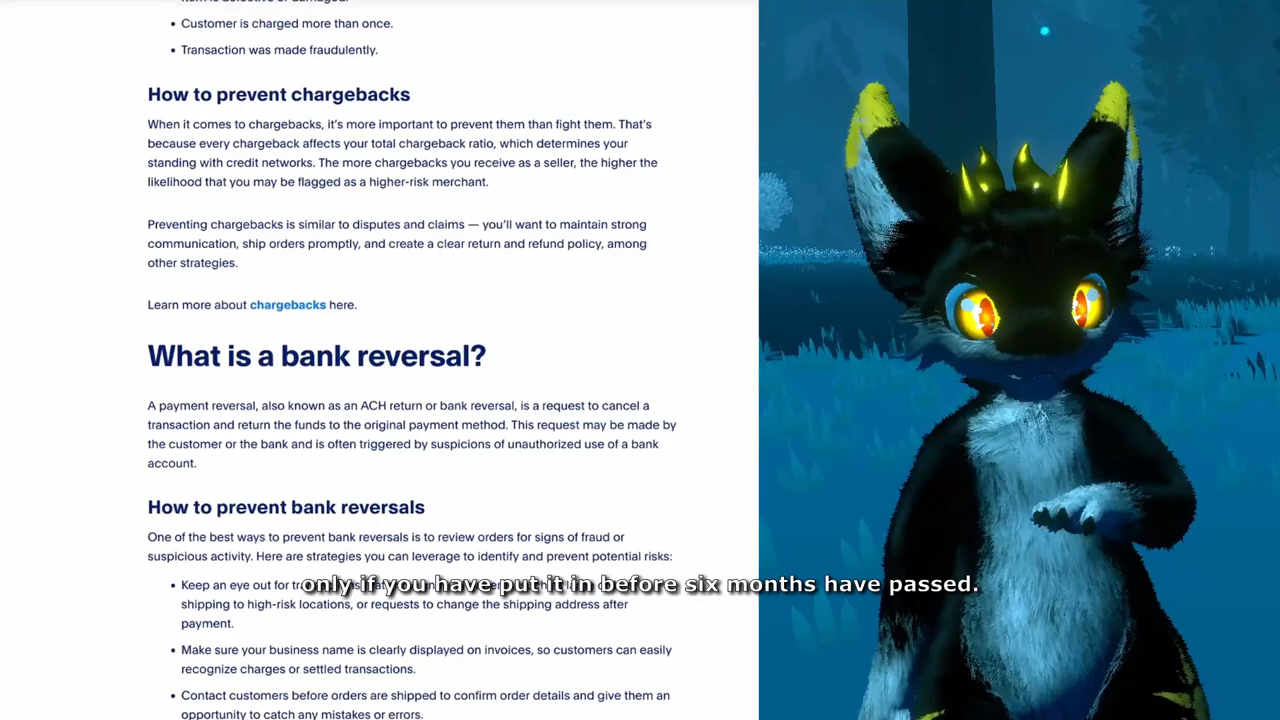 Item is defective or damaged.
Customer is charged more than once.
Transaction was made fraudulently.
How to prevent chargebacks
When it comes to chargebacks, it's more important to prevent them than fight them. That's
because every chargeback affects your total chargeback ratio, which determines your
standing with credit networks. The more chargebacks you receive as a seller, the higher the
likelihood that you may be flagged as a higher-risk merchant.
Preventing chargebacks is similar to disputes and claims — you'll want to maintain strong
communication, ship orders promptly, and create a clear return and refund policy, among
other strategies.
Learn more about chargebacks here.
What is a bank reversal?
A payment reversal, also known as an ACH return or bank reversal, is a request to cancel a
transaction and return the funds to the original payment method. This request may be made by
the customer or the bank and is often triggered by suspicions of unauthorized use of a bank
account.
How to prevent bank reversals
One of the best ways to prevent bank reversals is to review orders for signs of fraud or
suspicious activity. Here are strategies you can leverage to identify and prevent potential risks:
Keep an eye out for
only if you have put it in before six months have passed.
shipping to high-risk locations, or requests to change the shipping address after
payment.
Make sure your business name is clearly displayed on invoices, so customers can easily
recognize charges or settled transactions.
Contact customers before orders are shipped to confirm order details and give them an
opportunity to catch any mistakes or errors.